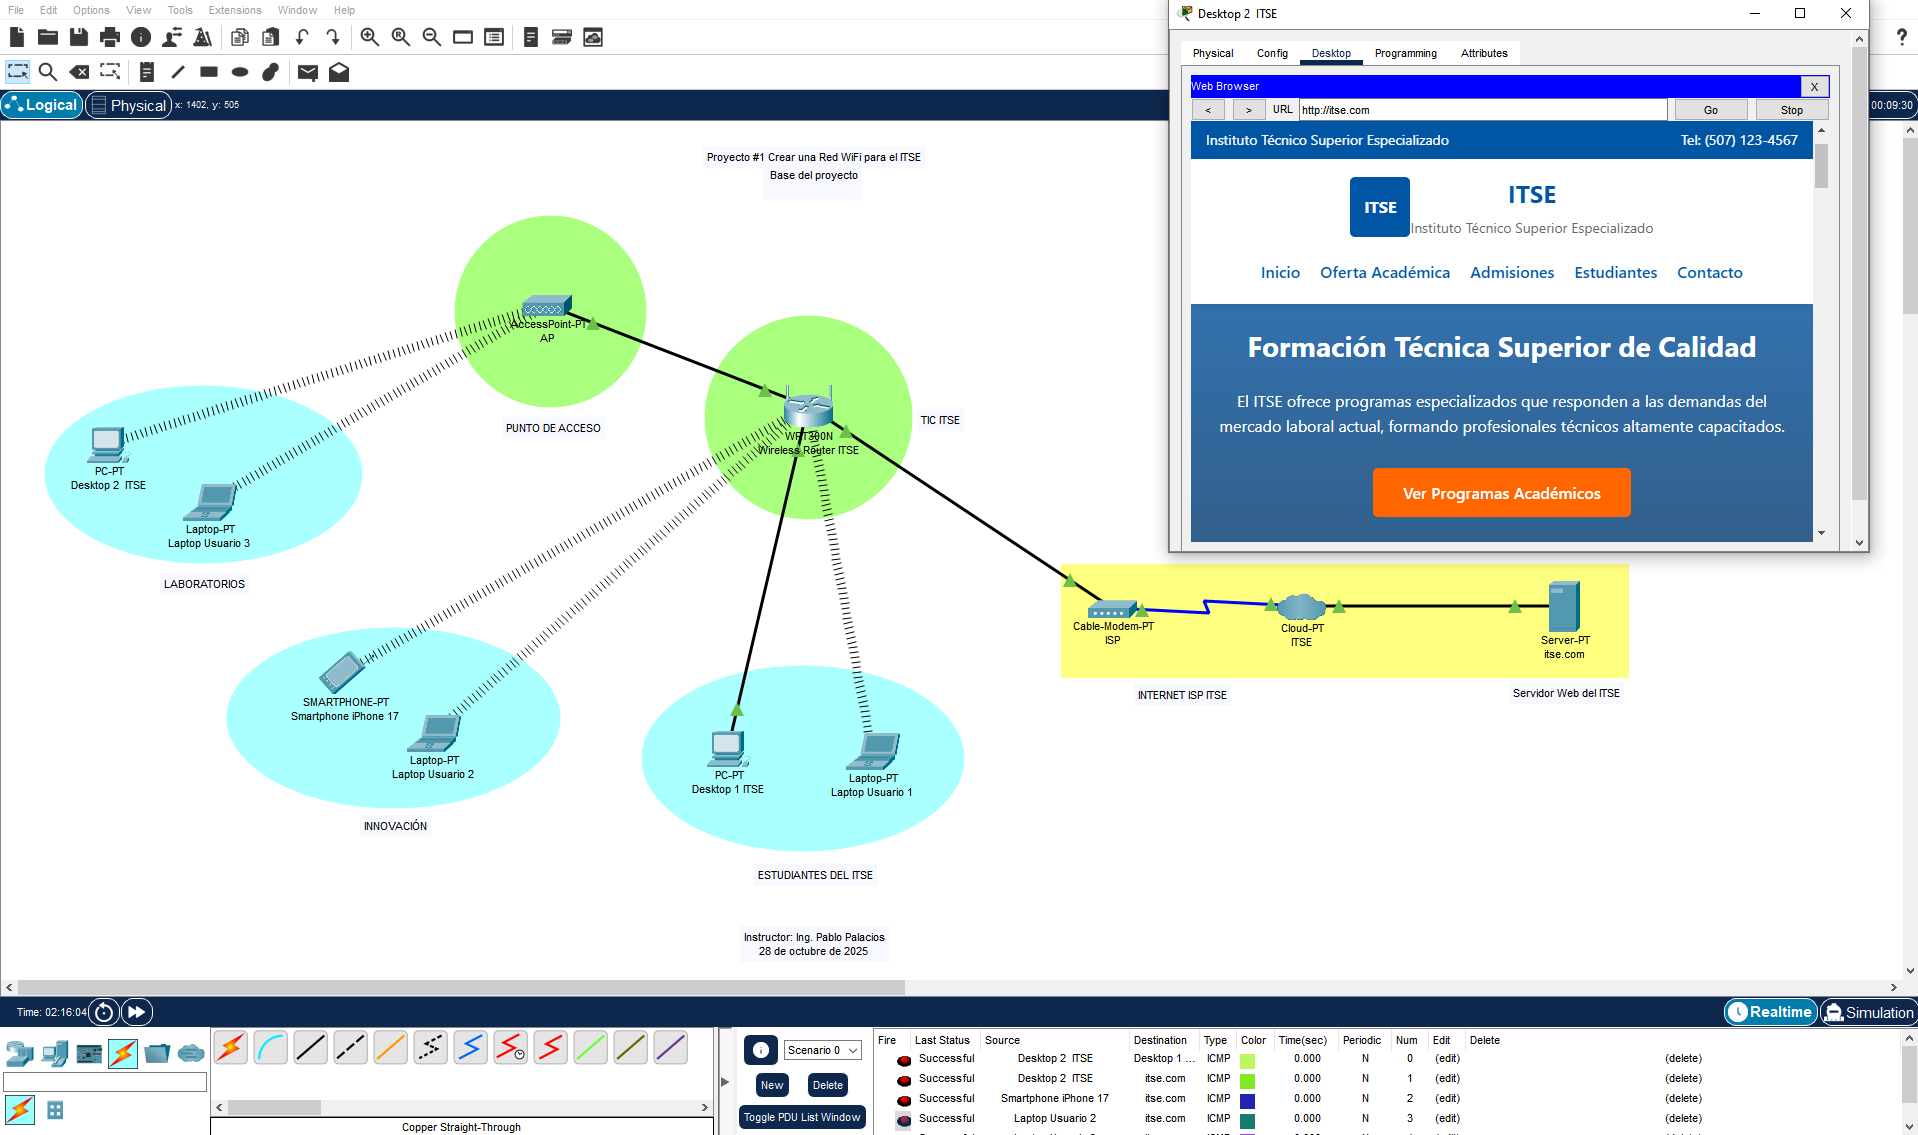 File Edit Options View Tools Extensions Window Help
Logical Physical x: 1402, y: 505
00:09:30
Desktop 2 ITSE
Physical Config Desktop Programming Attributes
Web Browser X
< > URL http://itse.com Go Stop
Instituto Técnico Superior Especializado Tel: (507) 123-4567
ITSE
ITSE
Instituto Técnico Superior Especializado
Inicio Oferta Académica Admisiones Estudiantes Contacto
Formación Técnica Superior de Calidad
El ITSE ofrece programas especializados que responden a las demandas del
mercado laboral actual, formando profesionales técnicos altamente capacitados.
Ver Programas Académicos
Proyecto #1 Crear una Red WiFi para el ITSE
Base del proyecto
AccessPoint-PT
AP
PUNTO DE ACCESO
WRT300N
Wireless Router ITSE
TIC ITSE
PC-PT
Desktop 2 ITSE
Laptop-PT
Laptop Usuario 3
LABORATORIOS
SMARTPHONE-PT
Smartphone iPhone 17
Laptop-PT
Laptop Usuario 2
INNOVACIÓN
PC-PT
Desktop 1 ITSE
Laptop-PT
Laptop Usuario 1
ESTUDIANTES DEL ITSE
Cable-Modem-PT
ISP
Cloud-PT
ITSE
Server-PT
itse.com
INTERNET ISP ITSE
Servidor Web del ITSE
Instructor: Ing. Pablo Palacios
28 de octubre de 2025
Time: 02:16:04
Realtime Simulation
Scenario 0
New Delete
Toggle PDU List Window
Copper Straight-Through
Fire Last Status Source Destination Type Color Time(sec) Periodic Num Edit Delete
Successful Desktop 2 ITSE Desktop 1 ... ICMP 0.000 N 0 (edit) (delete)
Successful Desktop 2 ITSE itse.com ICMP 0.000 N 1 (edit) (delete)
Successful Smartphone iPhone 17 itse.com ICMP 0.000 N 2 (edit) (delete)
Successful Laptop Usuario 2 itse.com ICMP 0.000 N 3 (edit) (delete)